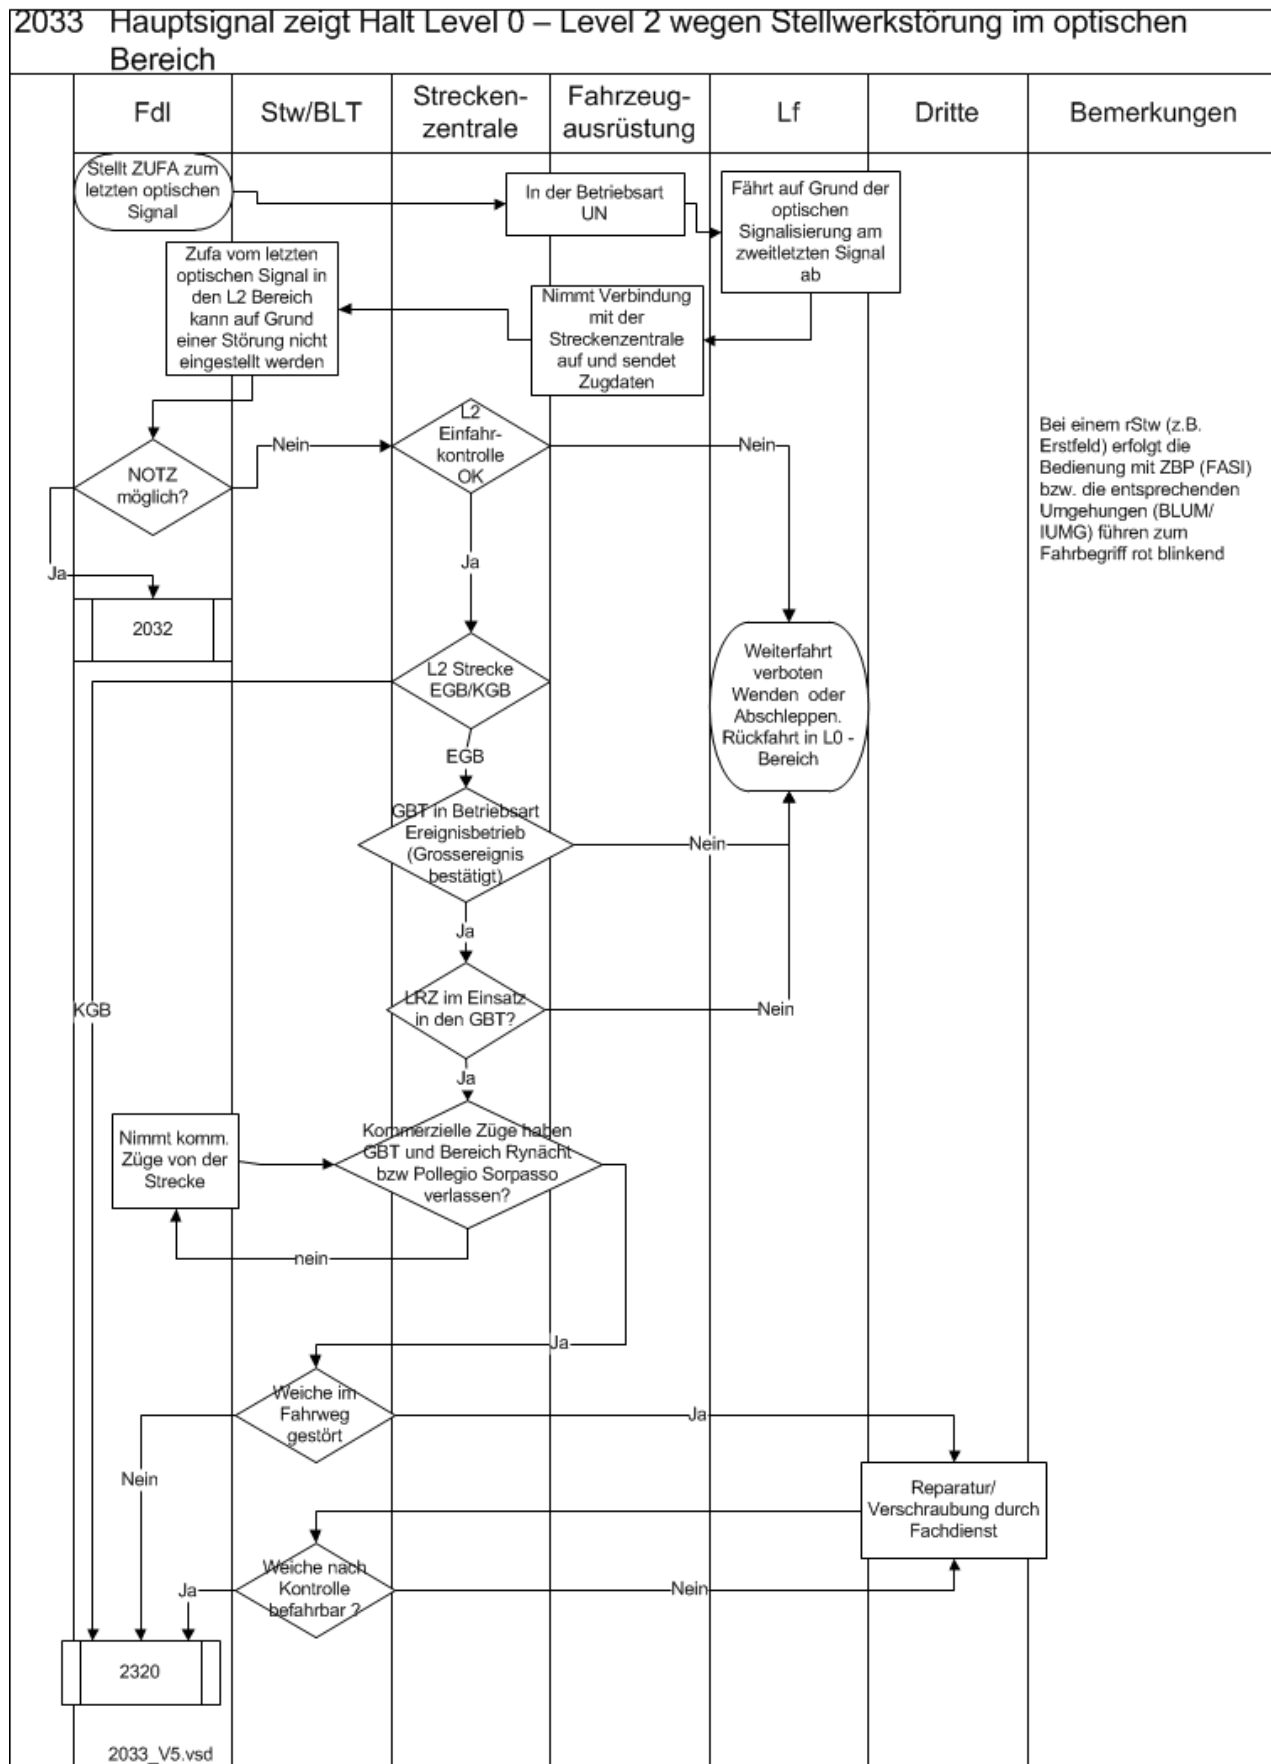 2033 Hauptsignal zeigt Halt Level 0 – Level 2 wegen Stellwerkstörung im optischen
Bereich
Fdl
Stw/BLT
Strecken-
zentrale
Fahrzeug-
ausrüstung
Lf
Dritte
Bemerkungen
Stellt ZUFA zum
letzten optischen
Signal
In der Betriebsart
UN
Fährt auf Grund der
optischen
Signalisierung am
zweitletzten Signal
ab
Zufa vom letzten
optischen Signal in
den L2 Bereich
kann auf Grund
einer Störung nicht
eingestellt werden
Nimmt Verbindung
mit der
Streckenzentrale
auf und sendet
Zugdaten
L2
Einfahr-
kontrolle
OK
Nein
Nein
NOTZ
möglich?
Bei einem rStw (z.B.
Erstfeld) erfolgt die
Bedienung mit ZBP (FASI)
bzw. die entsprechenden
Umgehungen (BLUM/
IUMG) führen zum
Fahrbegriff rot blinkend
Ja
Ja
2032
L2 Strecke
EGB/KGB
Weiterfahrt
verboten
Wenden oder
Abschleppen.
Rückfahrt in L0 -
Bereich
EGB
GBT in Betriebsart
Ereignisbetrieb
(Grossereignis
bestätigt)
Nein
Ja
KGB
LRZ im Einsatz
in den GBT?
Nein
Ja
Nimmt komm.
Züge von der
Strecke
Kommerzielle Züge haben
GBT und Bereich Rynächt
bzw Pollegio Sorpasso
verlassen?
nein
Ja
Weiche im
Fahrweg
gestört
Ja
Nein
Reparatur/
Verschraubung durch
Fachdienst
Weiche nach
Kontrolle
befahrbar ?
Ja
Nein
2320
2033_V5.vsd